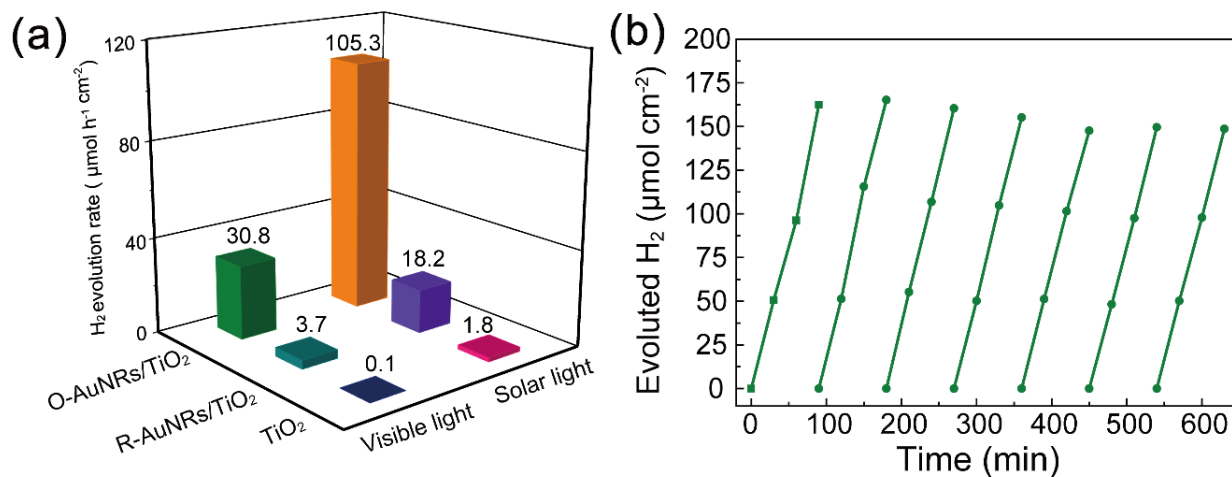 (a)
H₂ evolution rate ( μmol h⁻¹ cm⁻²)
120
80
40
0
105.3
30.8
18.2
3.7
1.8
0.1
O-AuNRs/TiO₂
R-AuNRs/TiO₂
TiO₂
Visible light
Solar light
(b)
Evoluted H₂ (μmol cm⁻²)
200
175
150
125
100
75
50
25
0
0 100 200 300 400 500 600
Time (min)